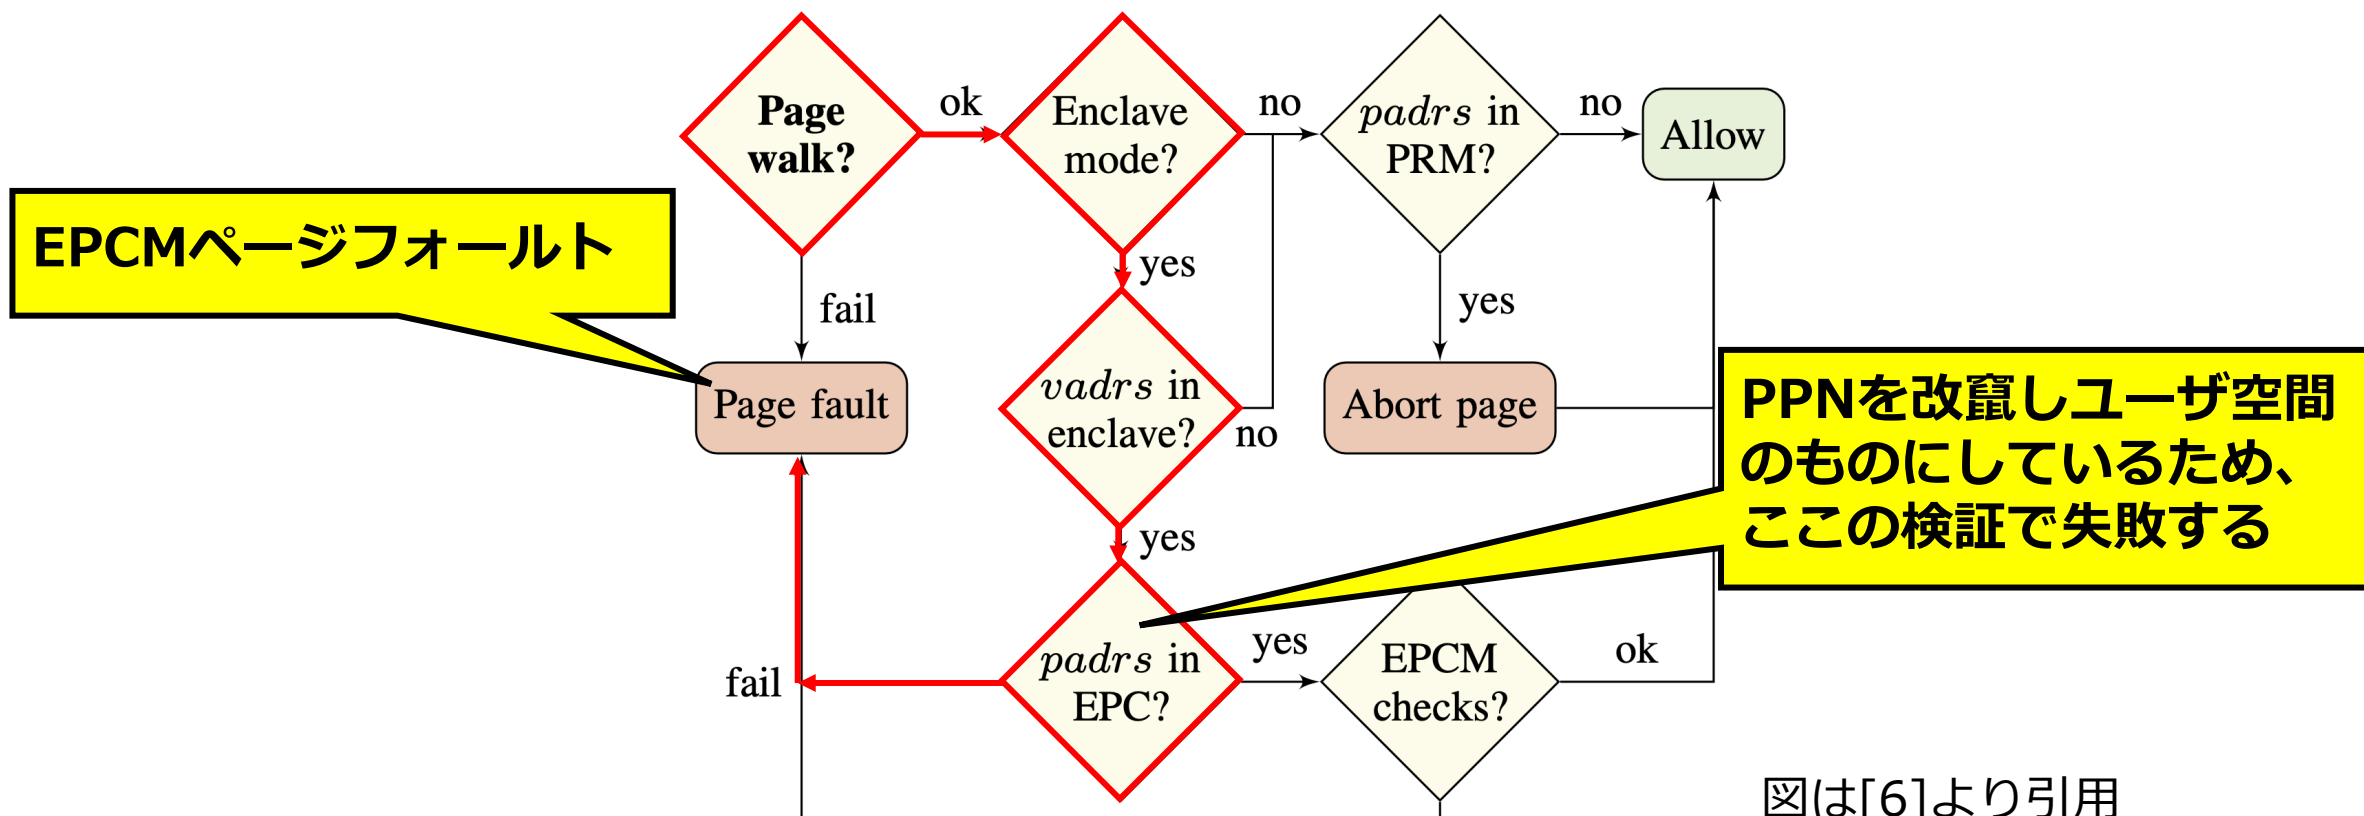 Page
walk?
ok
Enclave
mode?
no
padrs in
PRM?
no
Allow
EPCMページフォールト
fail
yes
yes
Page fault
vadrs in
enclave?
no
Abort page
PPNを改竄しユーザ空間
のものにしているため、
ここの検証で失敗する
yes
fail
padrs in
EPC?
yes
EPCM
checks?
ok
図は[6]より引用